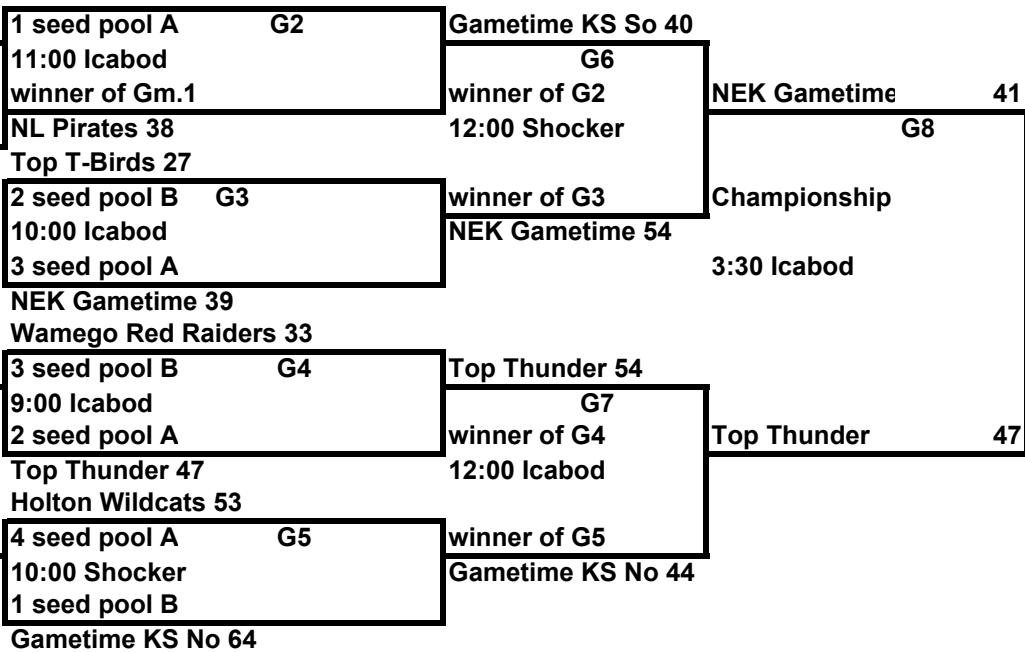 1 seed pool A G2 Gametime KS So 40
11:00 Icabod G6
winner of Gm.1 winner of G2 NEK Gametime 41
NL Pirates 38 12:00 Shocker G8
Top T-Birds 27
2 seed pool B G3 winner of G3 Championship
10:00 Icabod NEK Gametime 54
3 seed pool A 3:30 Icabod
NEK Gametime 39
Wamego Red Raiders 33
3 seed pool B G4 Top Thunder 54
9:00 Icabod G7
2 seed pool A winner of G4 Top Thunder 47
Top Thunder 47 12:00 Icabod
Holton Wildcats 53
4 seed pool A G5 winner of G5
10:00 Shocker Gametime KS No 44
1 seed pool B
Gametime KS No 64